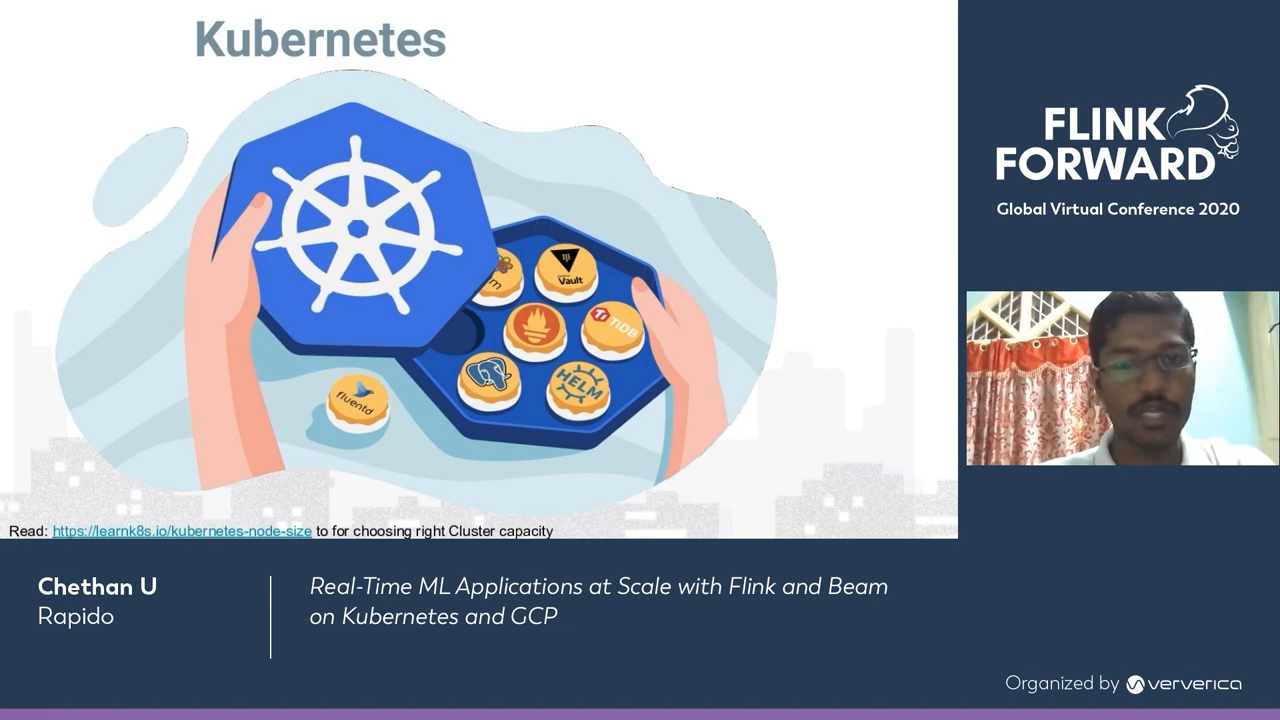 Kubernetes
m
Vault
TiDB
HELM
fluentd
Read: https://learnk8s.io/kubernetes-node-size to for choosing right Cluster capacity
FLINK
FORWARD
Global Virtual Conference 2020
Chethan U
Rapido
Real-Time ML Applications at Scale with Flink and Beam
on Kubernetes and GCP
Organized by ververica